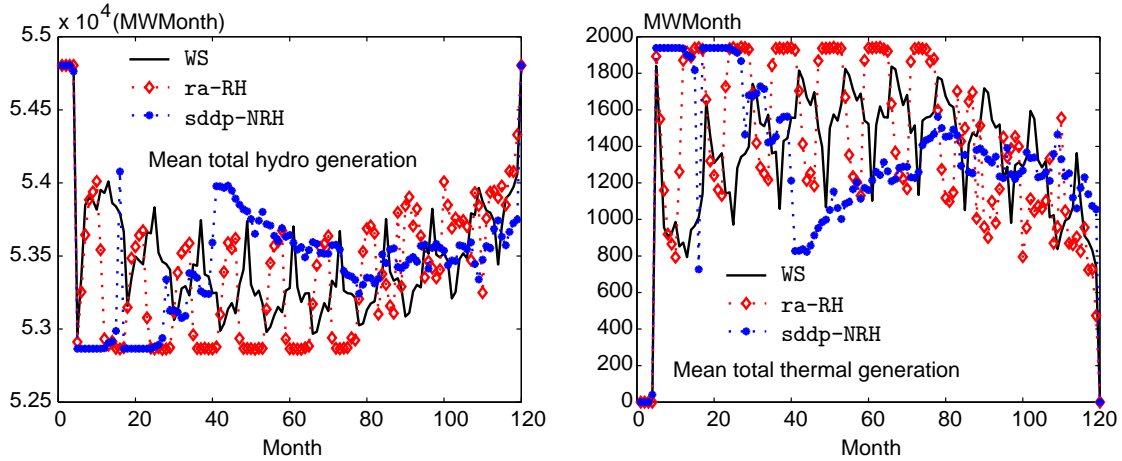 x 10⁴(MWMonth)
5.5
5.45
5.4
5.35
5.3
5.25
WS
ra-RH
sddp-NRH
Mean total hydro generation
0 20 40 60 80 100 120
Month
MWMonth
2000
1800
1600
1400
1200
1000
800
600
400
200
0
WS
ra-RH
sddp-NRH
Mean total thermal generation
0 20 40 60 80 100 120
Month